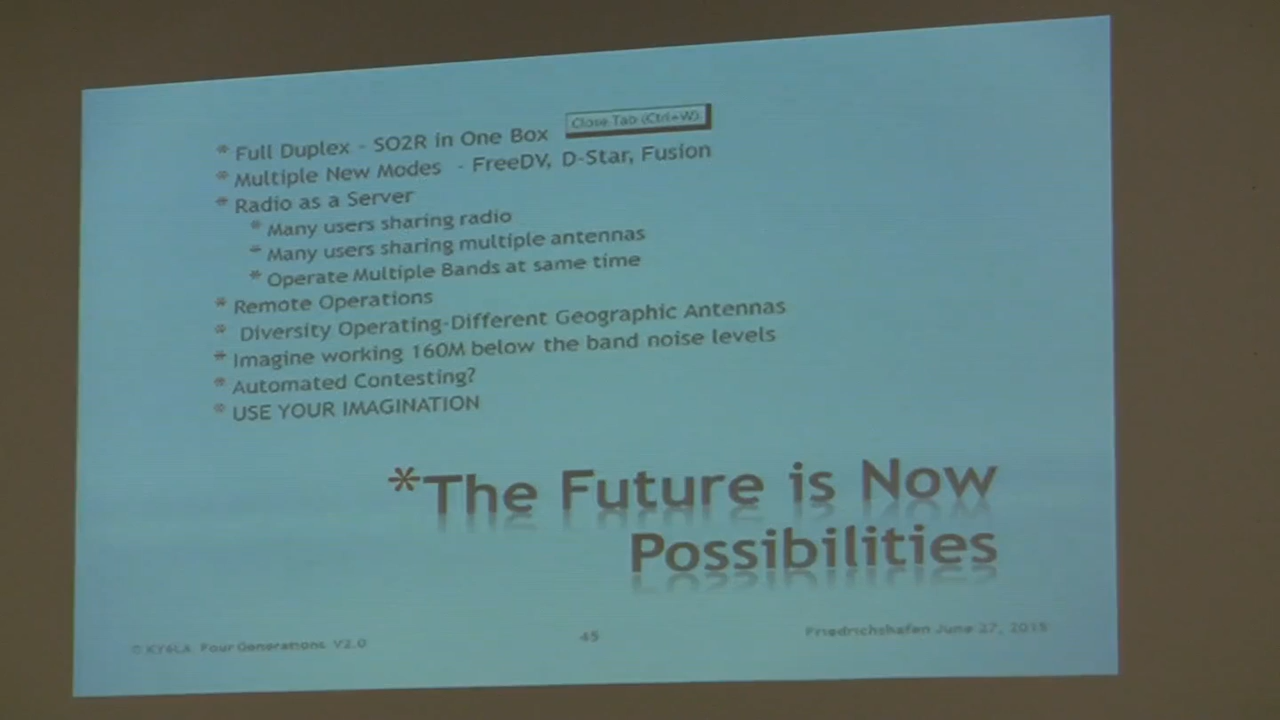 * Full Duplex - SO2R in One Box
Close Tab (Ctrl+W)
* Multiple New Modes - FreeDV, D-Star, Fusion
* Radio as a Server
* Many users sharing radio
* Many users sharing multiple antennas
* Operate Multiple Bands at same time
* Remote Operations
* Diversity Operating-Different Geographic Antennas
* Imagine working 160M below the band noise levels
* Automated Contesting?
* USE YOUR IMAGINATION
*The Future is Now
Possibilities
© KY6LA Four Generations V2.0
45
Friedrichshafen June 27, 2015